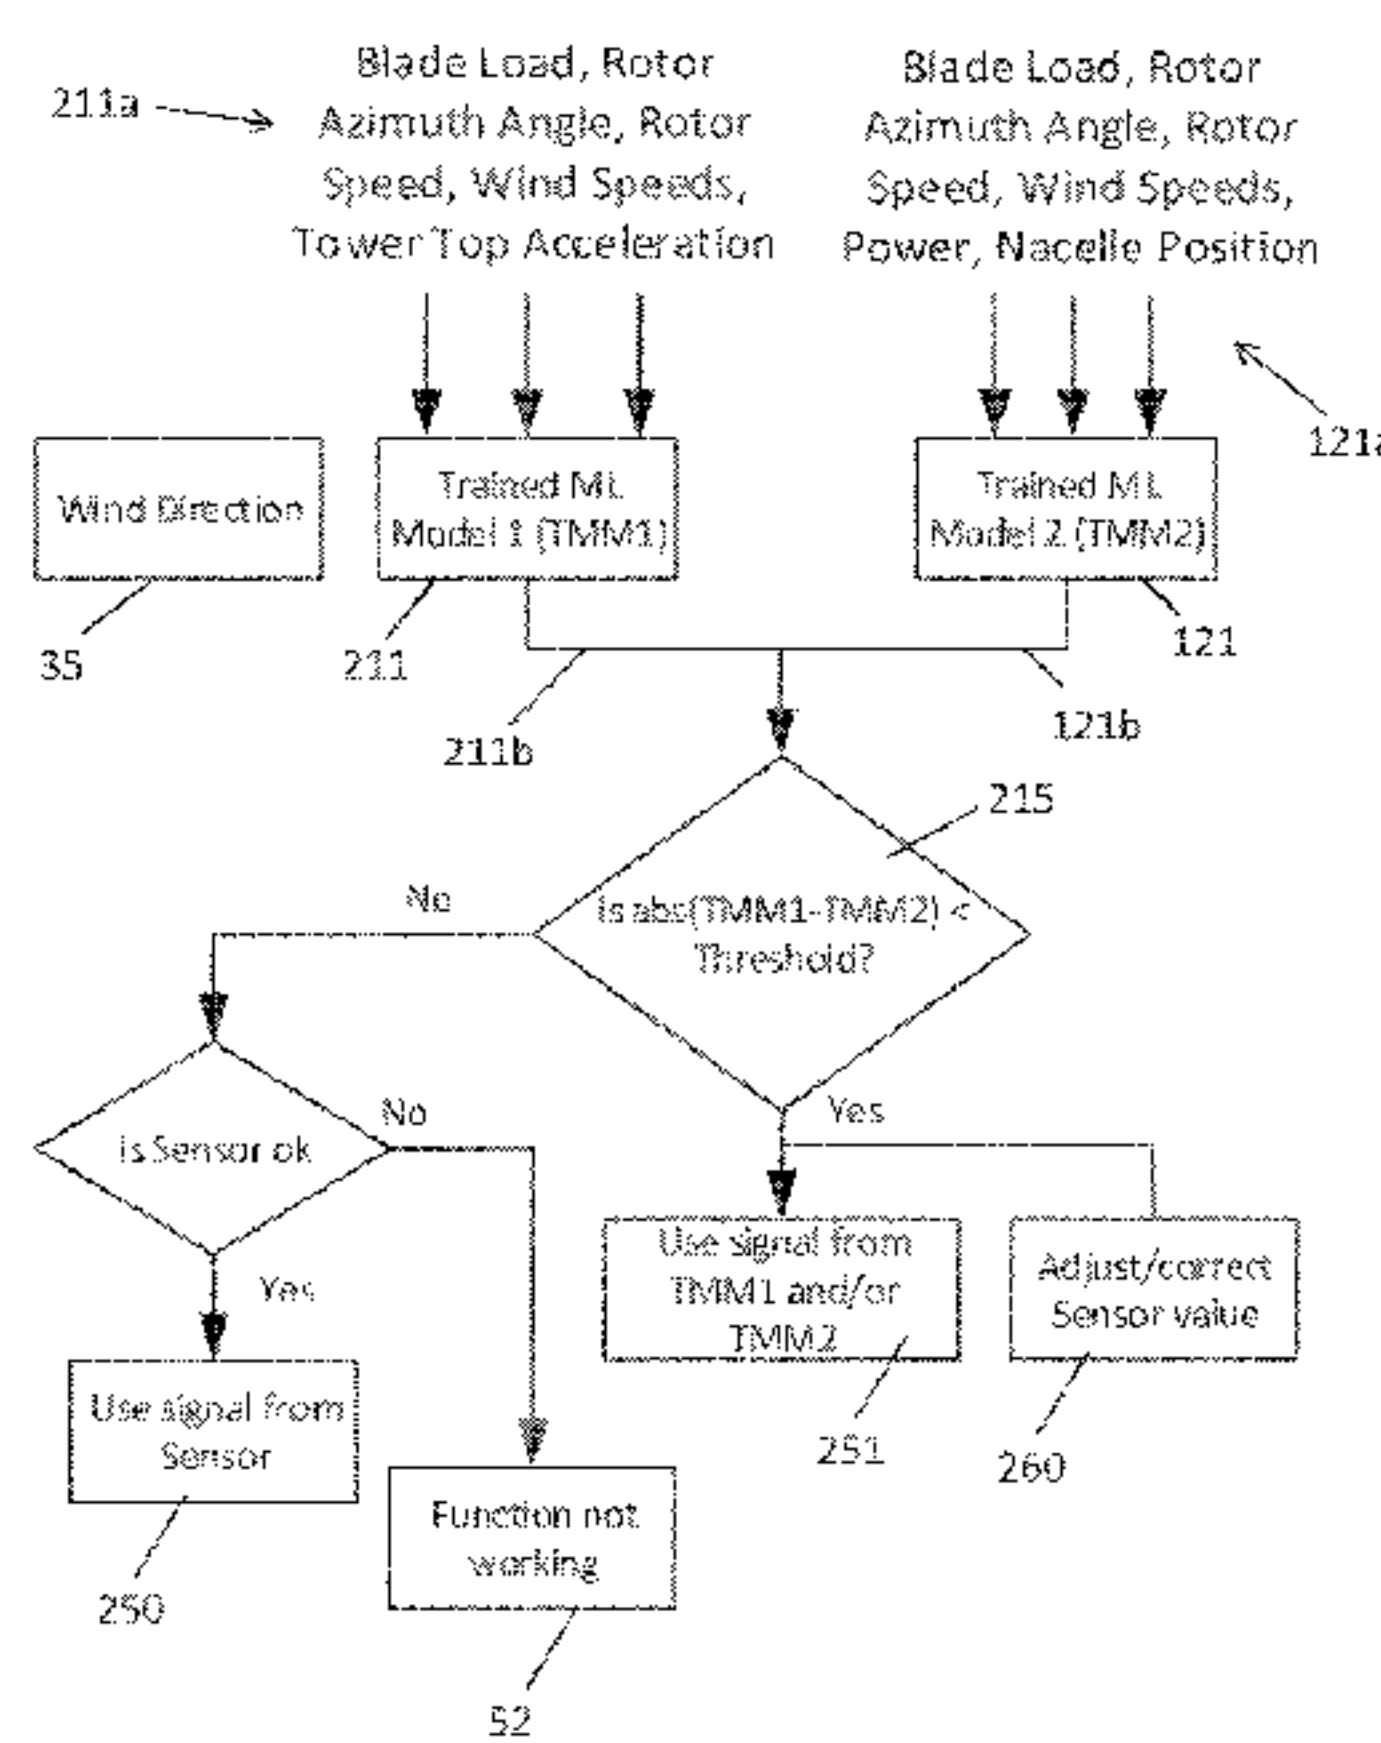 211a
Blade Load, Rotor
Azimuth Angle, Rotor
Speed, Wind Speeds,
Tower Top Acceleration
Blade Load, Rotor
Azimuth Angle, Rotor
Speed, Wind Speeds,
Power, Nacelle Position
121a
Wind Direction
Trained ML
Model 1 (TMM1)
Trained ML
Model 2 (TMM2)
35
211
121
211b
121b
215
is abs(TMM1-TMM2) <
Threshold?
No
Yes
is Sensor ok
No
Yes
Use signal from
TMM1 and/or
TMM2
Adjust/correct
Sensor value
251
260
Use signal from
Sensor
Function not
working
250
52